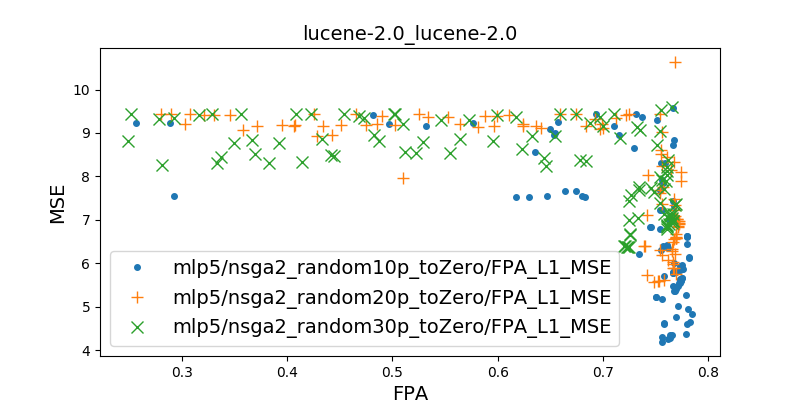 lucene-2.0_lucene-2.0
MSE
10
9
8
7
6
5
4
mlp5/nsga2_random10p_toZero/FPA_L1_MSE
mlp5/nsga2_random20p_toZero/FPA_L1_MSE
mlp5/nsga2_random30p_toZero/FPA_L1_MSE
0.3 0.4 0.5 0.6 0.7 0.8
FPA